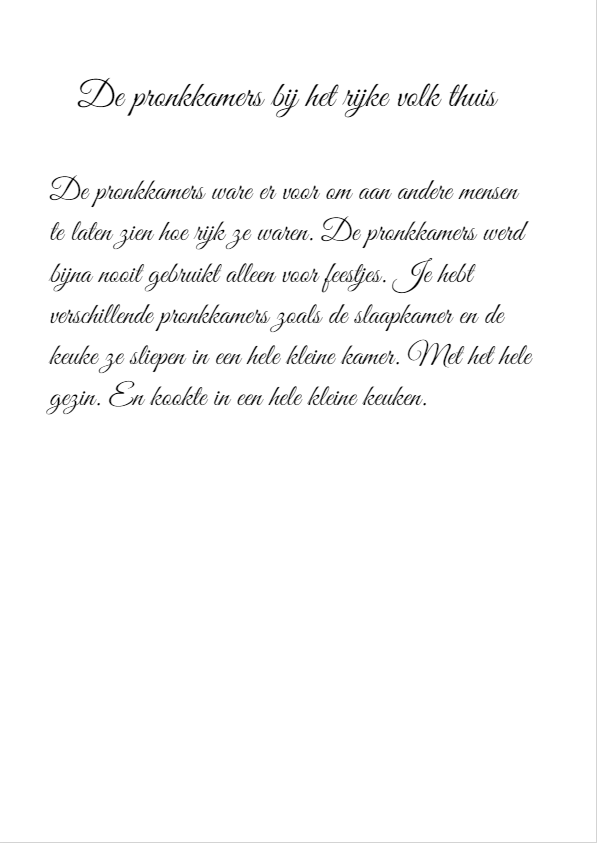 De pronkkamers bij het rijke volk thuis
De pronkkamers ware er voor om aan andere mensen
te laten zien hoe rijk ze waren. De pronkkamers werd
bijna nooit gebruikt alleen voor feestjes. Je hebt
verschillende pronkkamers zoals de slaapkamer en de
keuke ze sliepen in een hele kleine kamer. Met het hele
gezin. En kookte in een hele kleine keuken.